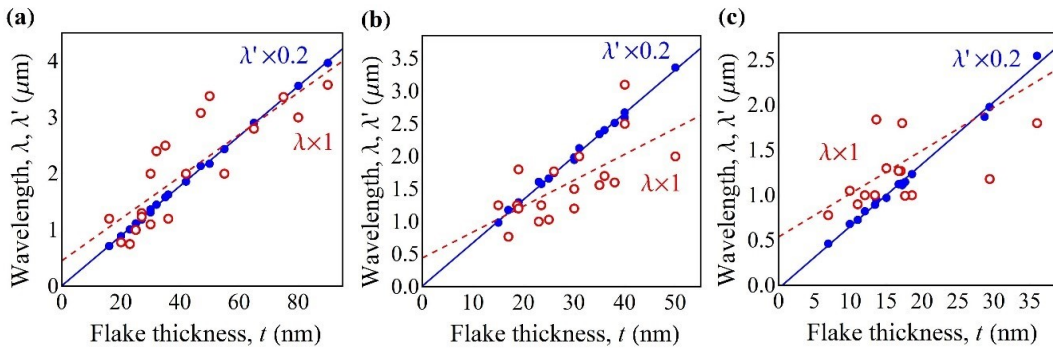 (a)
Wavelength, λ, λ' (μm)
4
3
2
1
0
λ'×0.2
λ×1
0 20 40 60 80
Flake thickness, t (nm)
(b)
3.5
3.0
2.5
2.0
1.5
1.0
0.5
0.0
λ'×0.2
λ×1
0 10 20 30 40 50
Flake thickness, t (nm)
(c)
Wavelength, λ, λ' (μm)
2.5
2.0
1.5
1.0
0.5
0.0
λ'×0.2
λ×1
0 5 10 15 20 25 30 35
Flake thickness, t (nm)